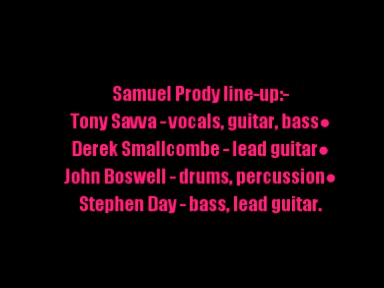 Samuel Prody line-up:-
Tony Savva - vocals, guitar, bass●
Derek Smallcombe - lead guitar●
John Boswell - drums, percussion●
Stephen Day - bass, lead guitar.